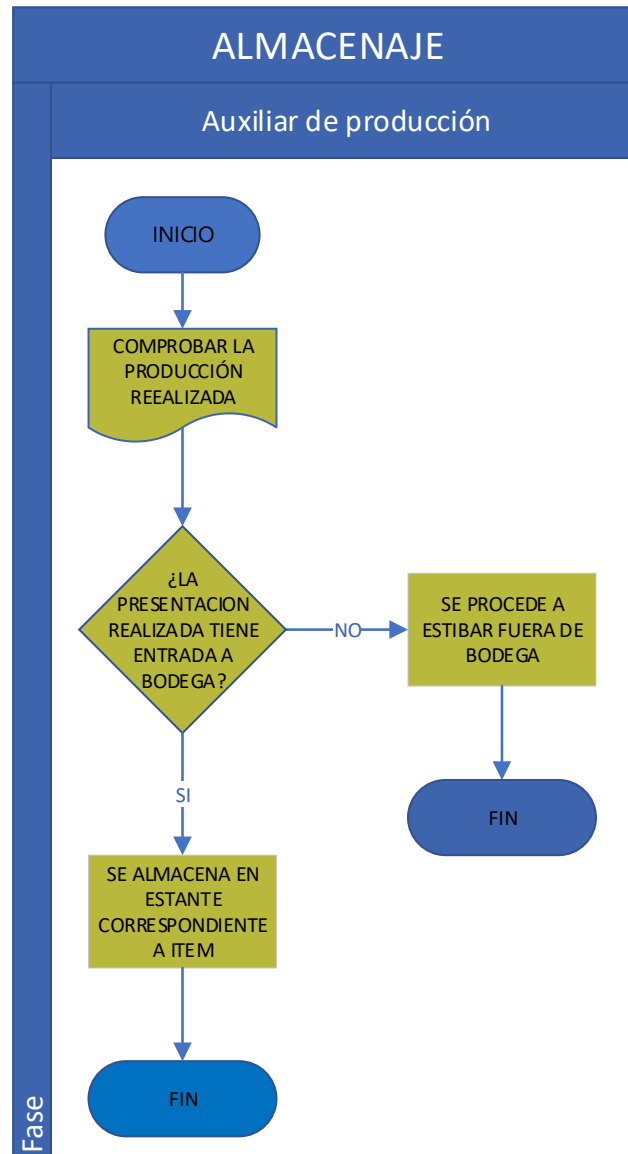 ALMACENAJE
Auxiliar de producción
INICIO
COMPROBAR LA
PRODUCCIÓN
REEALIZADA
¿LA
PRESENTACION
REALIZADA TIENE
ENTRADA A
BODEGA?
NO
SE PROCEDE A
ESTIBAR FUERA DE
BODEGA
FIN
SI
SE ALMACENA EN
ESTANTE
CORRESPONDIENTE
A ITEM
FIN
Fase